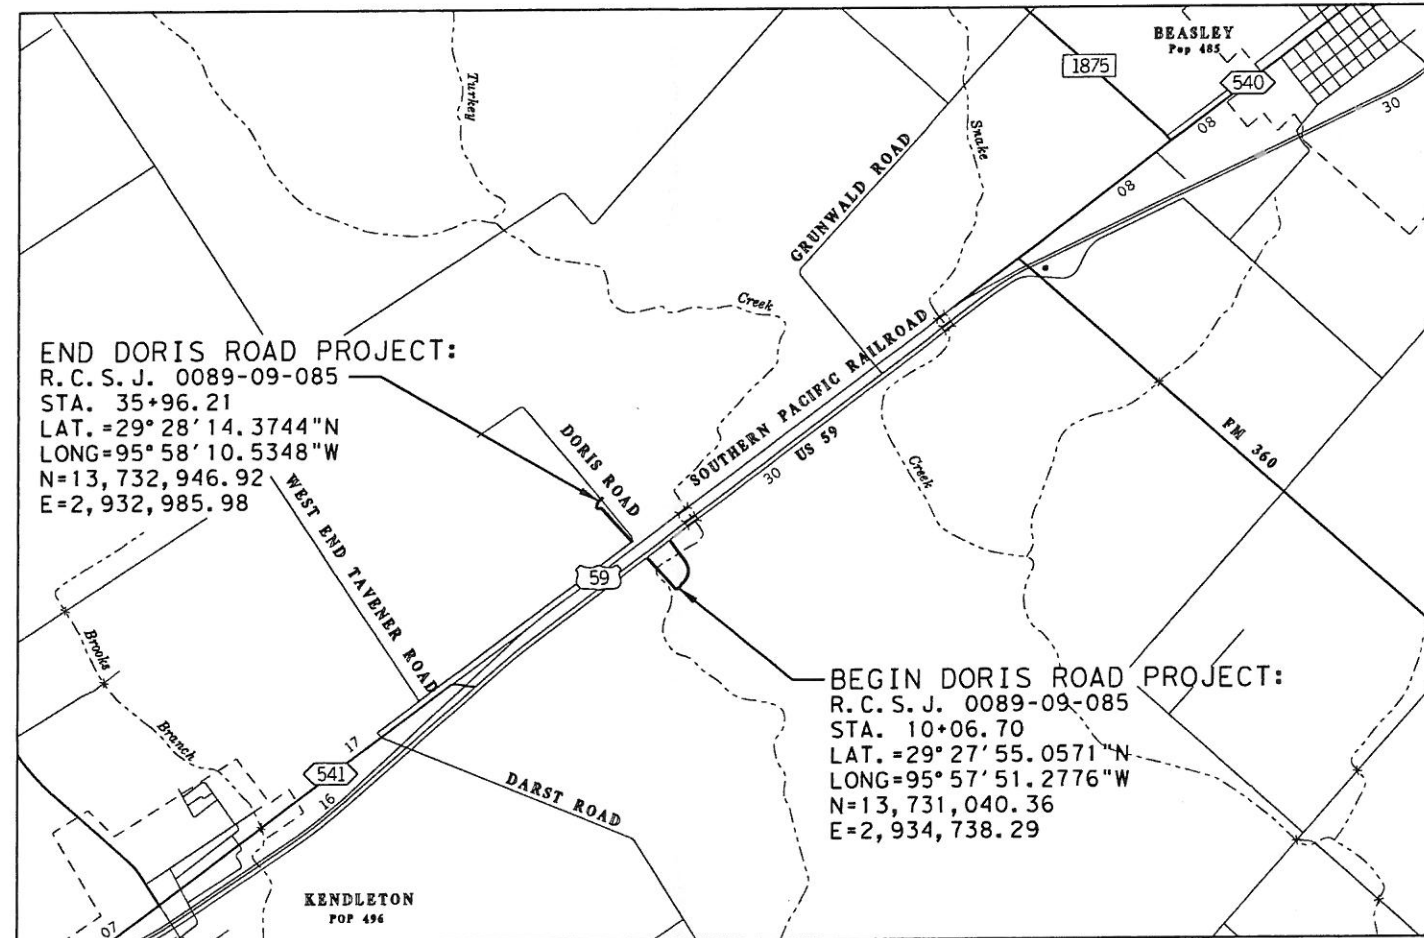 BEASLEY
Pop 485
1875
540
30
08
08
Turkey
Snake
GRUNWALD ROAD
Creek
END DORIS ROAD PROJECT:
R.C.S.J. 0089-09-085
STA. 35+96.21
LAT.=29°28'14.3744"N
LONG=95°58'10.5348"W
N=13,732,946.92
E=2,932,985.98
SOUTHERN PACIFIC RAILROAD
US 59
30
DORIS ROAD
FM 360
Creek
WEST END TAVENER ROAD
59
Brooks
Branch
BEGIN DORIS ROAD PROJECT:
R.C.S.J. 0089-09-085
STA. 10+06.70
LAT.=29°27'55.0571"N
LONG=95°57'51.2776"W
N=13,731,040.36
E=2,934,738.29
17
541
16
DARST ROAD
KENDLETON
POP 496
07